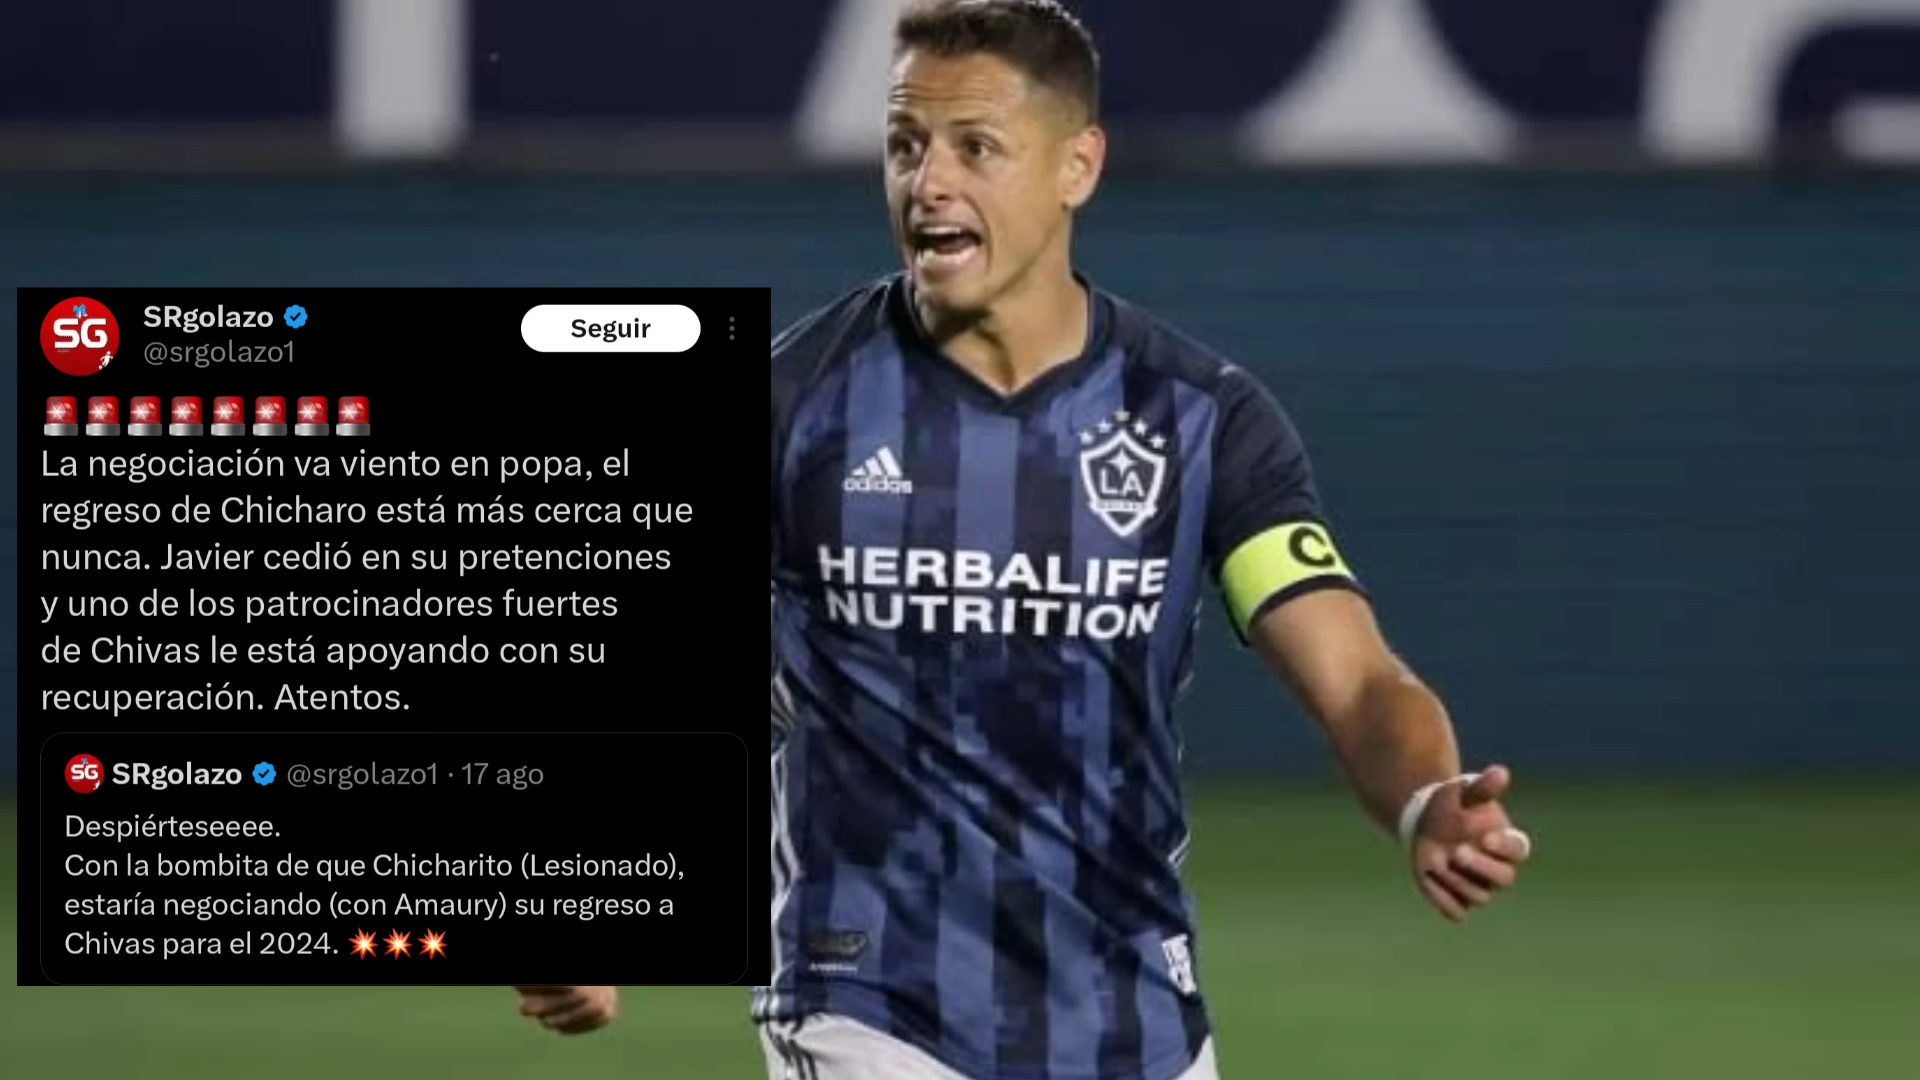 SRgolazo
@srgolazo1
Seguir
SG
La negociación va viento en popa, el
regreso de Chicharo está más cerca que
nunca. Javier cedió en su pretenciones
y uno de los patrocinadores fuertes
de Chivas le está apoyando con su
recuperación. Atentos.
SG
SRgolazo @srgolazo1 · 17 ago
Despiérteseeee.
Con la bombita de que Chicharito (Lesionado),
estaría negociando (con Amaury) su regreso a
Chivas para el 2024.
adidas
LA
C
HERBALIFE
NUTRITION